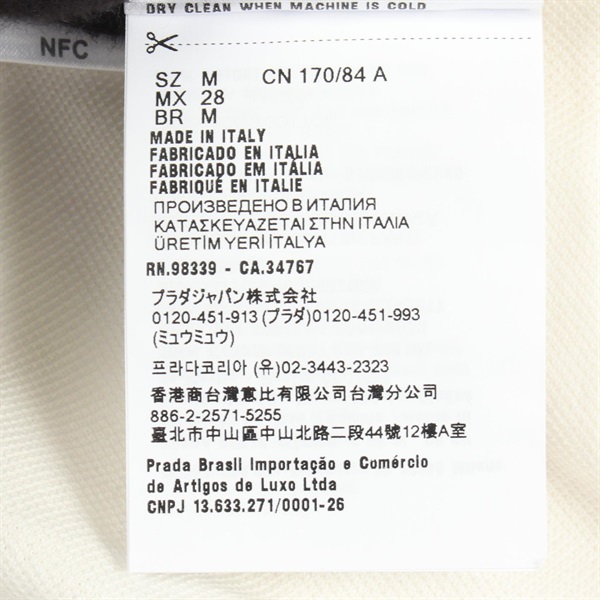 DRY CLEAN WHEN MACHINE IS COLD
NFC
SZ M CN 170/84 A
MX 28
BR M
MADE IN ITALY
FABRICADO EN ITALIA
FABRICADO EM ITÁLIA
FABRIQUÉ EN ITALIE
ПРОИЗВЕДЕНО В ИТАЛИЯ
ΚΑΤΑΣΚΕΥΑΖΕΤΑΙ ΣΤΗΝ ΙΤΑΛΙΑ
ÜRETİM YERİ İTALYA
RN.98339 - CA.34767
プラダジャパン株式会社
0120-451-913 (プラダ) 0120-451-993
(ミュウミュウ)
프라다코리아 (유) 02-3443-2323
香港商台灣意比有限公司台灣分公司
886-2-2571-5255
臺北市中山區中山北路二段44號12樓A室
Prada Brasil Importação e Comércio
de Artigos de Luxo Ltda
CNPJ 13.633.271/0001-26